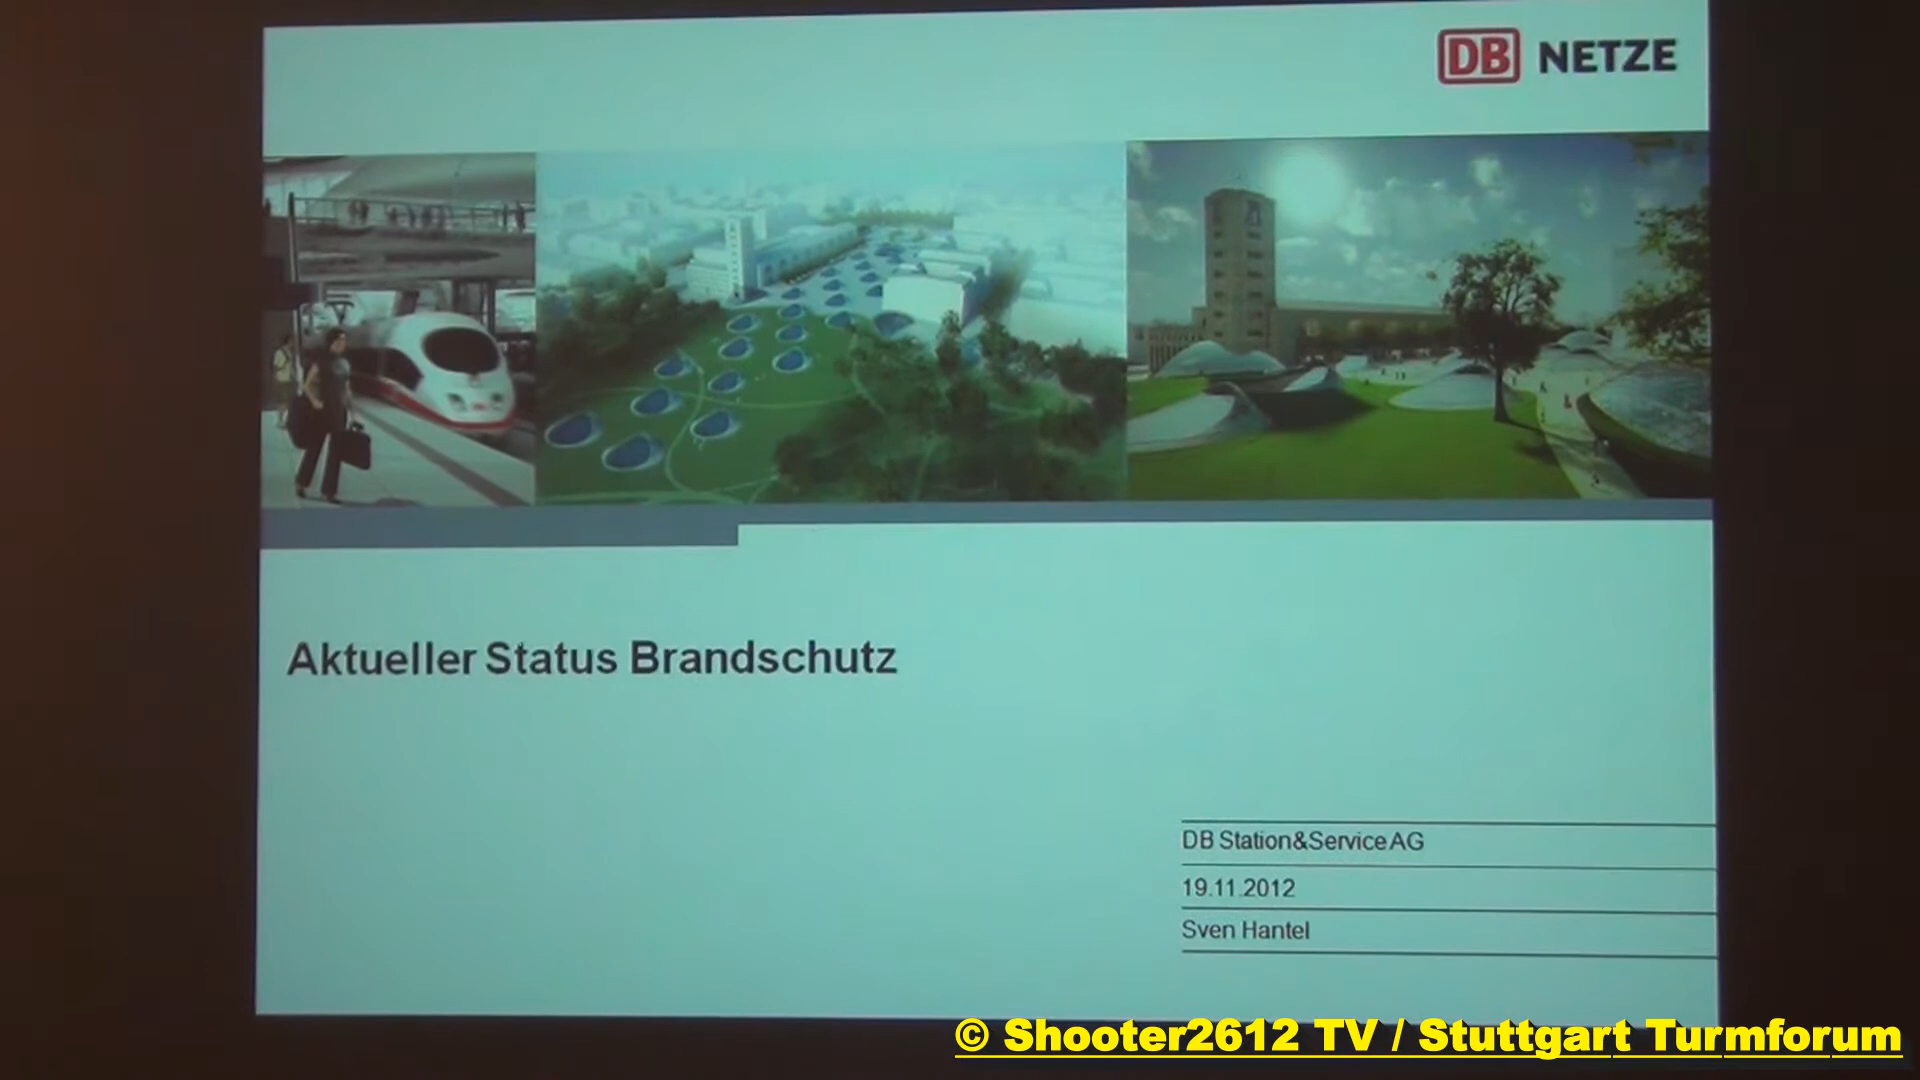 DB NETZE
Aktueller Status Brandschutz
DB Station&Service AG
19.11.2012
Sven Hantel
© Shooter2612 TV / Stuttgart Turmforum